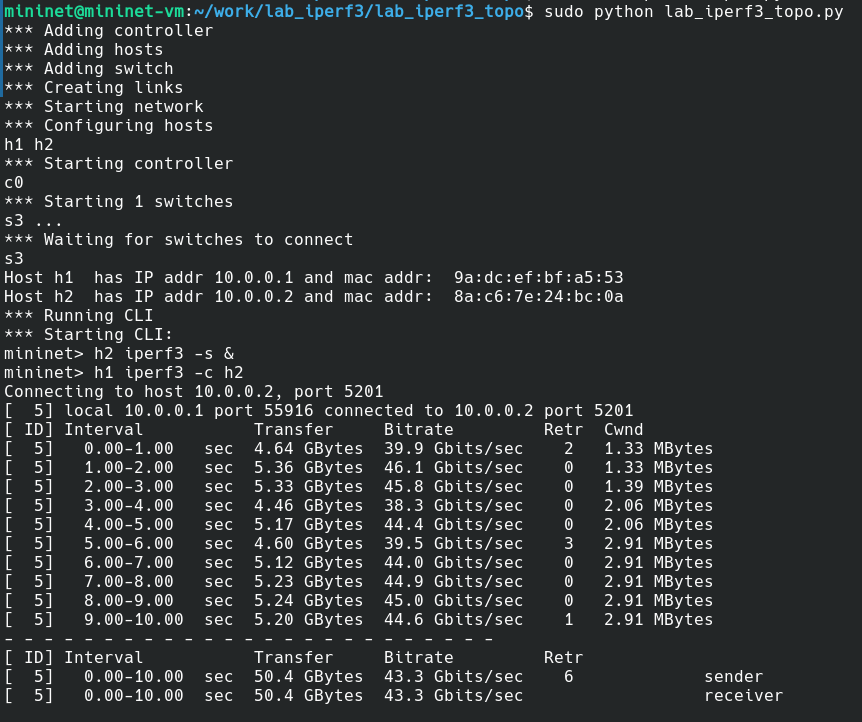 mininet@mininet-vm:~/work/lab_iperf3/lab_iperf3_topo$ sudo python lab_iperf3_topo.py
*** Adding controller
*** Adding hosts
*** Adding switch
*** Creating links
*** Starting network
*** Configuring hosts
h1 h2
*** Starting controller
c0
*** Starting 1 switches
s3 ...
*** Waiting for switches to connect
s3
Host h1  has IP addr 10.0.0.1 and mac addr:  9a:dc:ef:bf:a5:53
Host h2  has IP addr 10.0.0.2 and mac addr:  8a:c6:7e:24:bc:0a
*** Running CLI
*** Starting CLI:
mininet> h2 iperf3 -s &
mininet> h1 iperf3 -c h2
Connecting to host 10.0.0.2, port 5201
[  5] local 10.0.0.1 port 55916 connected to 10.0.0.2 port 5201
[ ID] Interval           Transfer     Bitrate         Retr  Cwnd
[  5]   0.00-1.00   sec  4.64 GBytes  39.9 Gbits/sec    2   1.33 MBytes
[  5]   1.00-2.00   sec  5.36 GBytes  46.1 Gbits/sec    0   1.33 MBytes
[  5]   2.00-3.00   sec  5.33 GBytes  45.8 Gbits/sec    0   1.39 MBytes
[  5]   3.00-4.00   sec  4.46 GBytes  38.3 Gbits/sec    0   2.06 MBytes
[  5]   4.00-5.00   sec  5.17 GBytes  44.4 Gbits/sec    0   2.06 MBytes
[  5]   5.00-6.00   sec  4.60 GBytes  39.5 Gbits/sec    3   2.91 MBytes
[  5]   6.00-7.00   sec  5.12 GBytes  44.0 Gbits/sec    0   2.91 MBytes
[  5]   7.00-8.00   sec  5.23 GBytes  44.9 Gbits/sec    0   2.91 MBytes
[  5]   8.00-9.00   sec  5.24 GBytes  45.0 Gbits/sec    0   2.91 MBytes
[  5]   9.00-10.00  sec  5.20 GBytes  44.6 Gbits/sec    1   2.91 MBytes
- - - - - - - - - - - - - - - - - - - - - - - - -
[ ID] Interval           Transfer     Bitrate         Retr
[  5]   0.00-10.00  sec  50.4 GBytes  43.3 Gbits/sec    6             sender
[  5]   0.00-10.00  sec  50.4 GBytes  43.3 Gbits/sec                  receiver